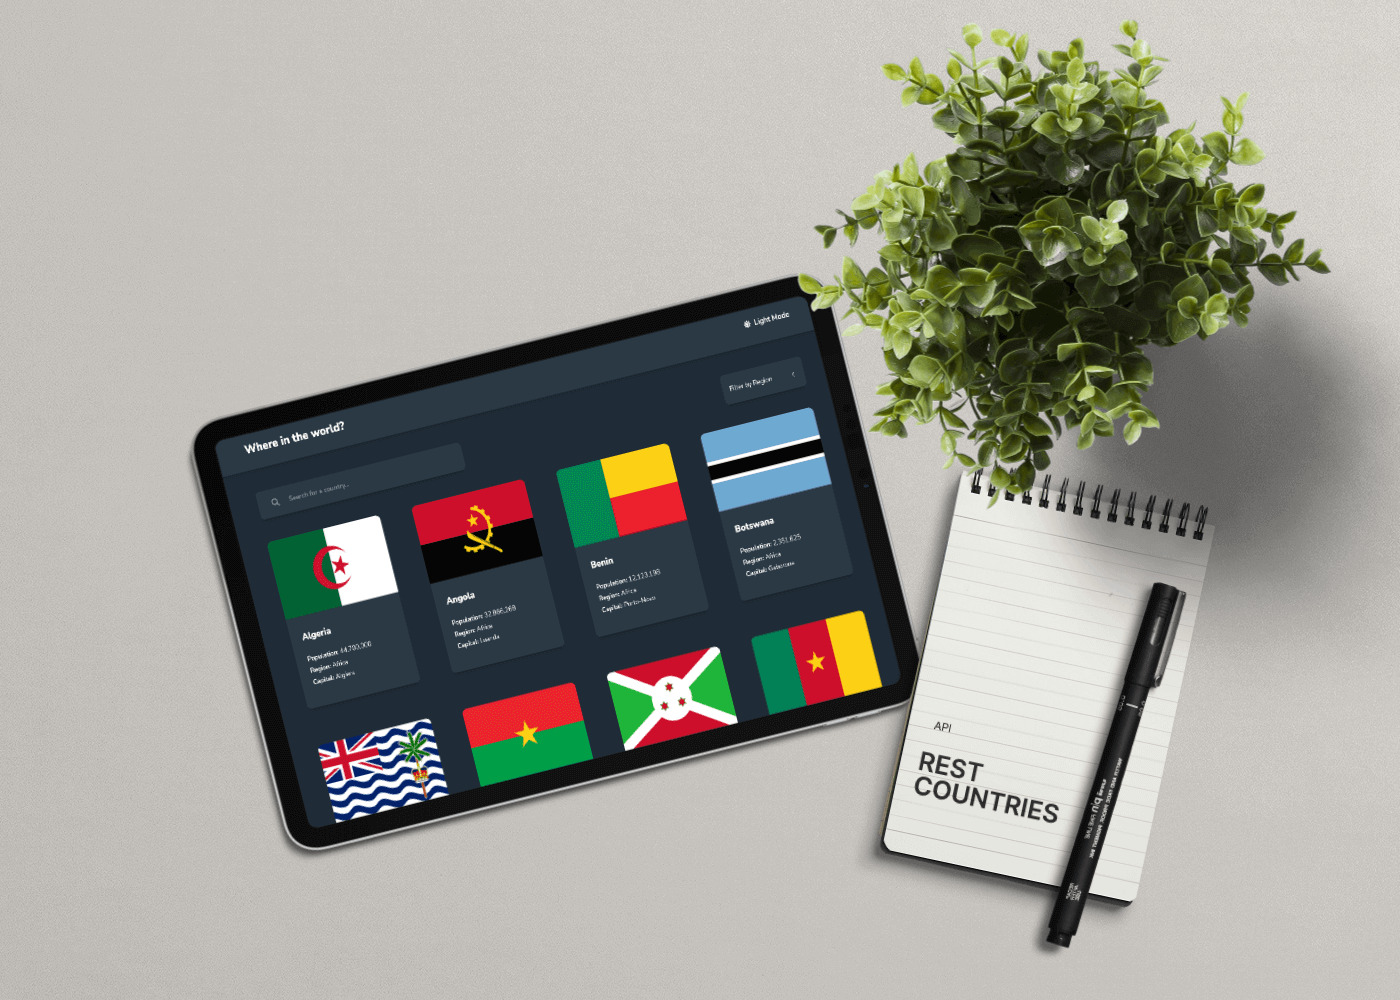 Where in the world?
Light Mode
Search for a country...
Filter by Region
Algeria
Population: 44,700,000
Region: Africa
Capital: Algiers
Angola
Population: 32,866,268
Region: Africa
Capital: Luanda
Benin
Population: 12,123,198
Region: Africa
Capital: Porto-Novo
Botswana
Population: 2,351,625
Region: Africa
Capital: Gaborone
API
REST
COUNTRIES